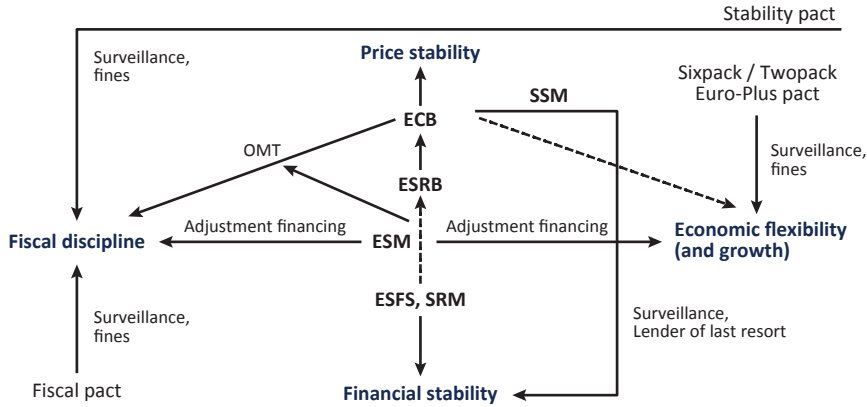 Stability pact
Surveillance,
fines
Price stability
Sixpack / Twopack
Euro-Plus pact
SSM
ECB
OMT
Surveillance,
fines
ESRB
Fiscal discipline
Adjustment financing
ESM
Adjustment financing
Economic flexibility
(and growth)
ESFS, SRM
Surveillance,
fines
Surveillance,
Lender of last resort
Fiscal pact
Financial stability